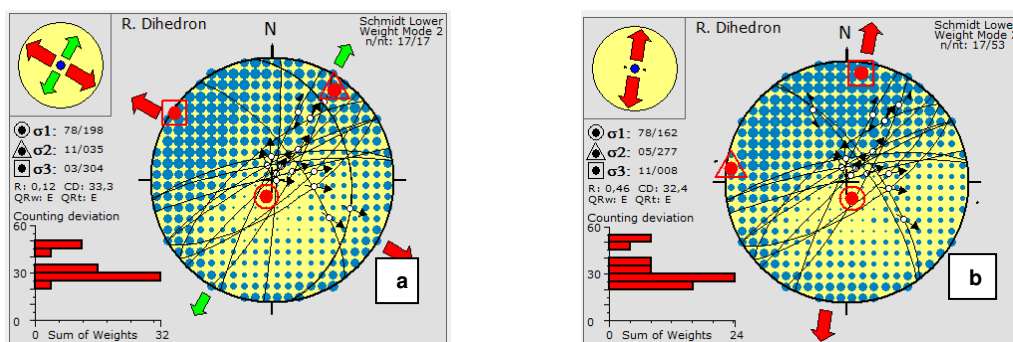 R. Dihedron
Schmidt Lower
Weight Mode 2
n/nt: 17/17
N
σ1: 78/198
σ2: 11/035
σ3: 03/304
R: 0,12 CD: 33,3
QRw: E QRt: E
Counting deviation
60
30
0
0 Sum of Weights 32
a
R. Dihedron
Schmidt Lower
Weight Mode
n/nt: 17/53
N
σ1: 78/162
σ2: 05/277
σ3: 11/008
R: 0,46 CD: 32,4
QRw: E QRt: E
Counting deviation
60
30
0
0 Sum of Weights 24
b